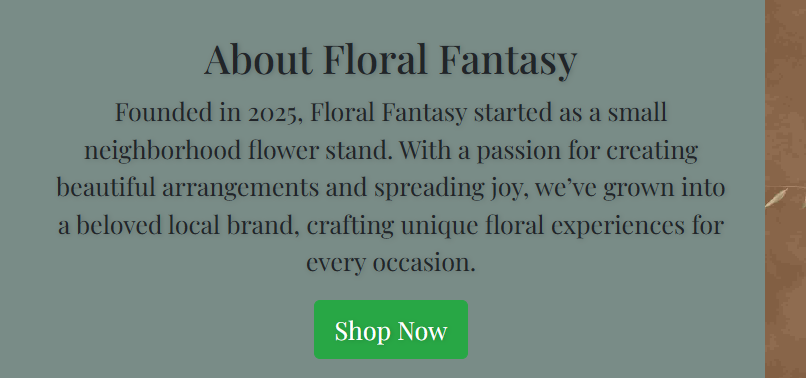 About Floral Fantasy
Founded in 2025, Floral Fantasy started as a small
neighborhood flower stand. With a passion for creating
beautiful arrangements and spreading joy, we’ve grown into
a beloved local brand, crafting unique floral experiences for
every occasion.
Shop Now